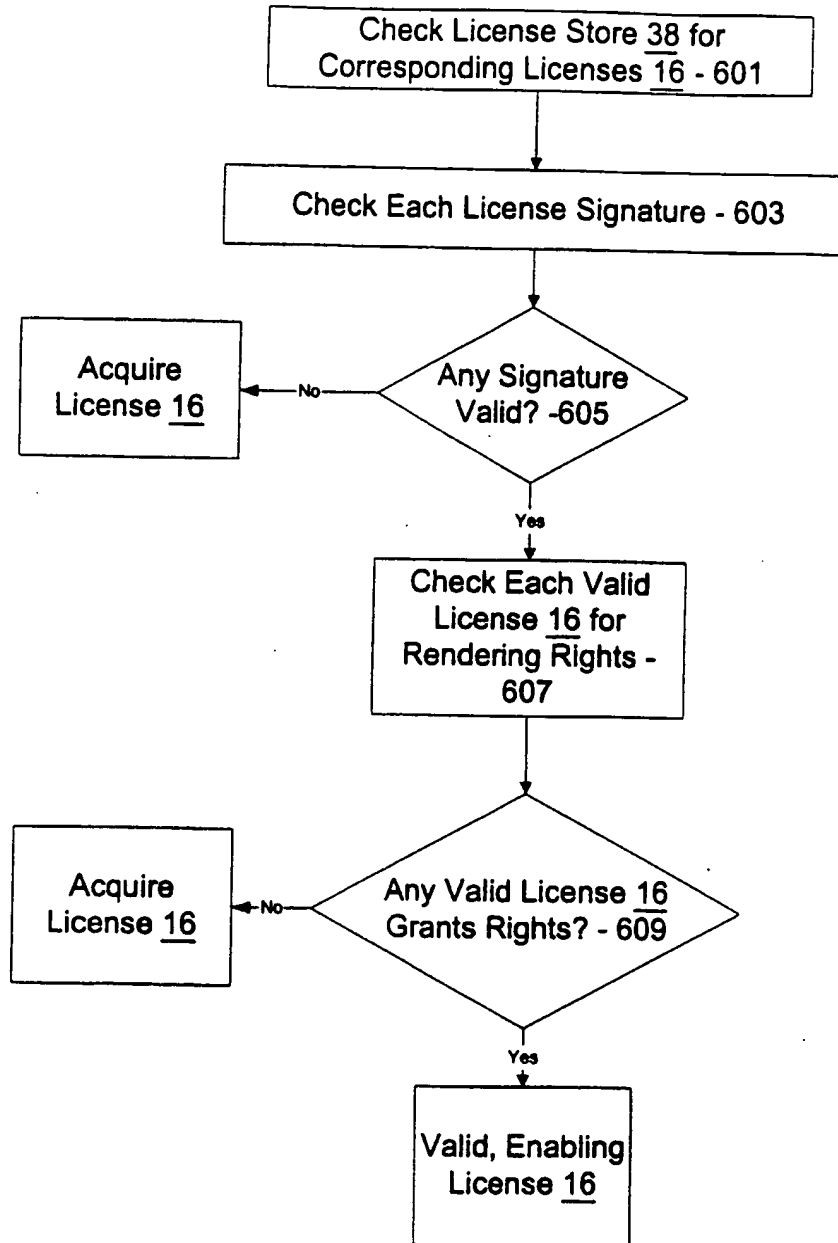 Check License Store 38 for
Corresponding Licenses 16 - 601
Check Each License Signature - 603
Acquire
License 16
No
Any Signature
Valid? -605
Yes
Check Each Valid
License 16 for
Rendering Rights -
607
Acquire
License 16
No
Any Valid License 16
Grants Rights? - 609
Yes
Valid, Enabling
License 16